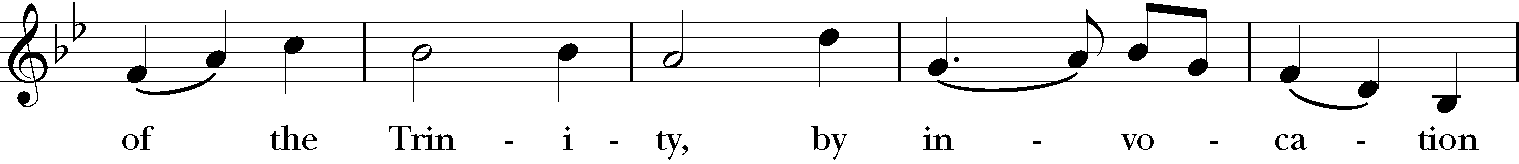 of the Trin - i - ty, by in - vo - ca - tion